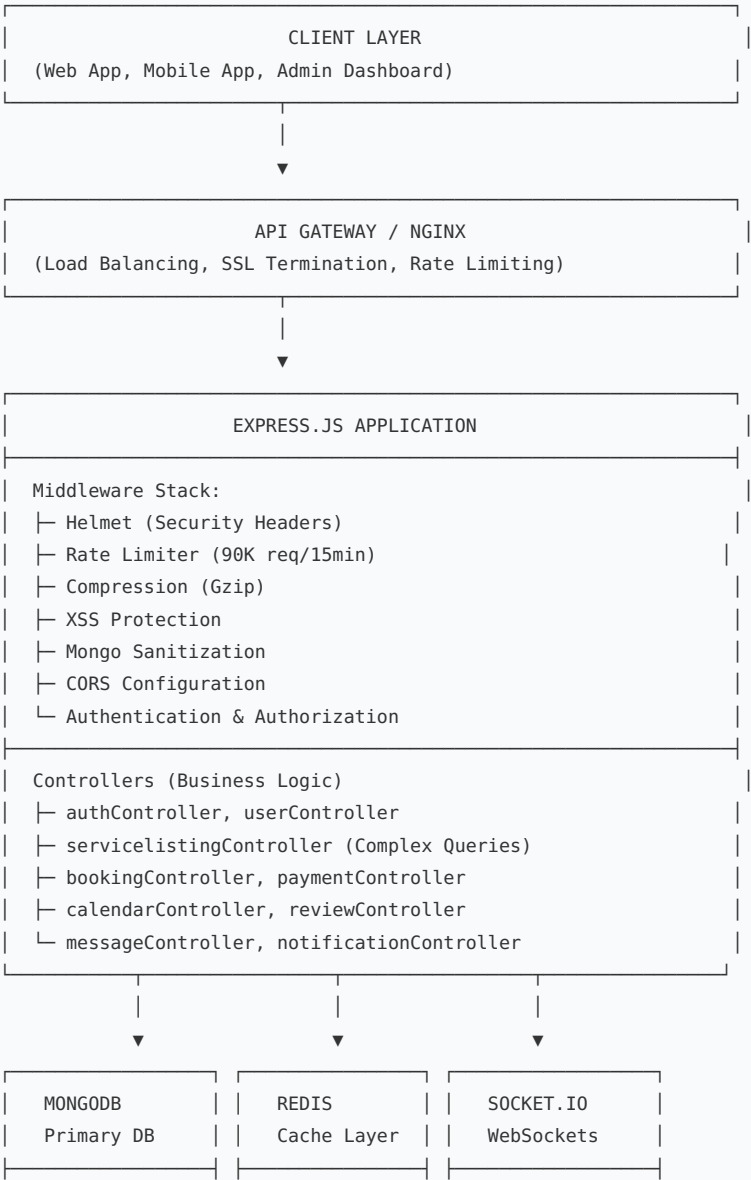 CLIENT LAYER
(Web App, Mobile App, Admin Dashboard)
API GATEWAY / NGINX
(Load Balancing, SSL Termination, Rate Limiting)
EXPRESS.JS APPLICATION
Middleware Stack:
├─ Helmet (Security Headers)
├─ Rate Limiter (90K req/15min)
├─ Compression (Gzip)
├─ XSS Protection
├─ Mongo Sanitization
├─ CORS Configuration
└─ Authentication & Authorization
Controllers (Business Logic)
├─ authController, userController
├─ servicelistingController (Complex Queries)
├─ bookingController, paymentController
├─ calendarController, reviewController
└─ messageController, notificationController
MONGODB REDIS SOCKET.IO
Primary DB Cache Layer WebSockets